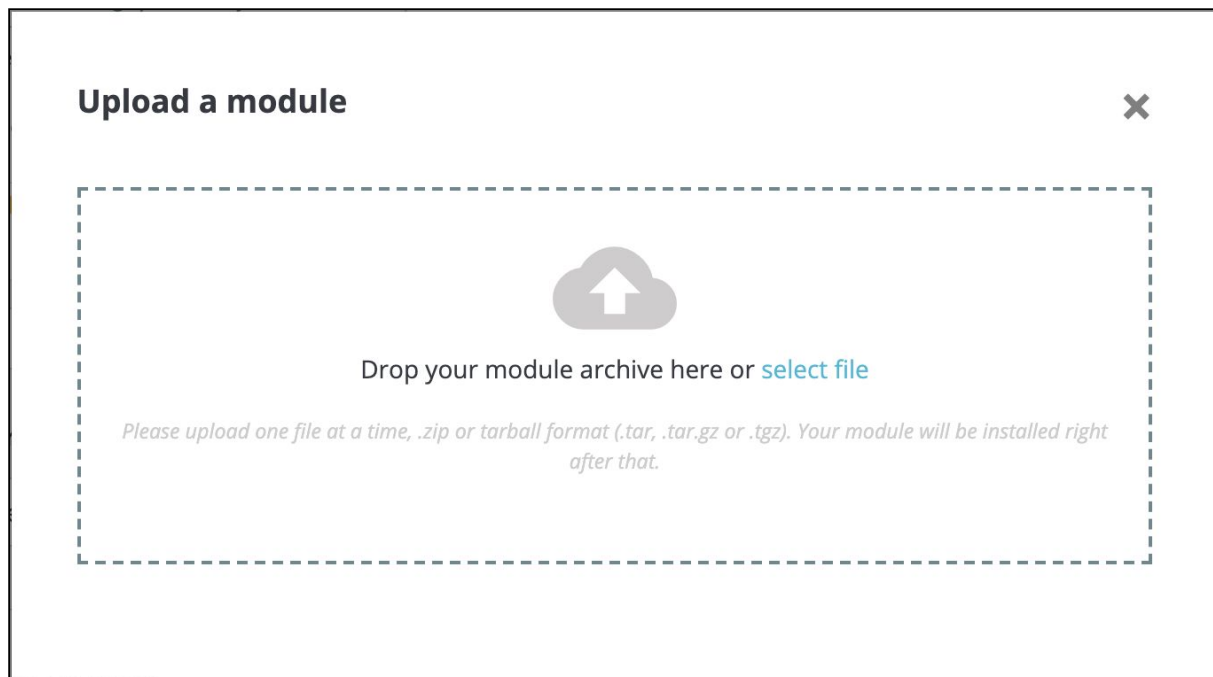 Upload a module
Drop your module archive here or select file
Please upload one file at a time, .zip or tarball format (.tar, .tar.gz or .tgz). Your module will be installed right
after that.